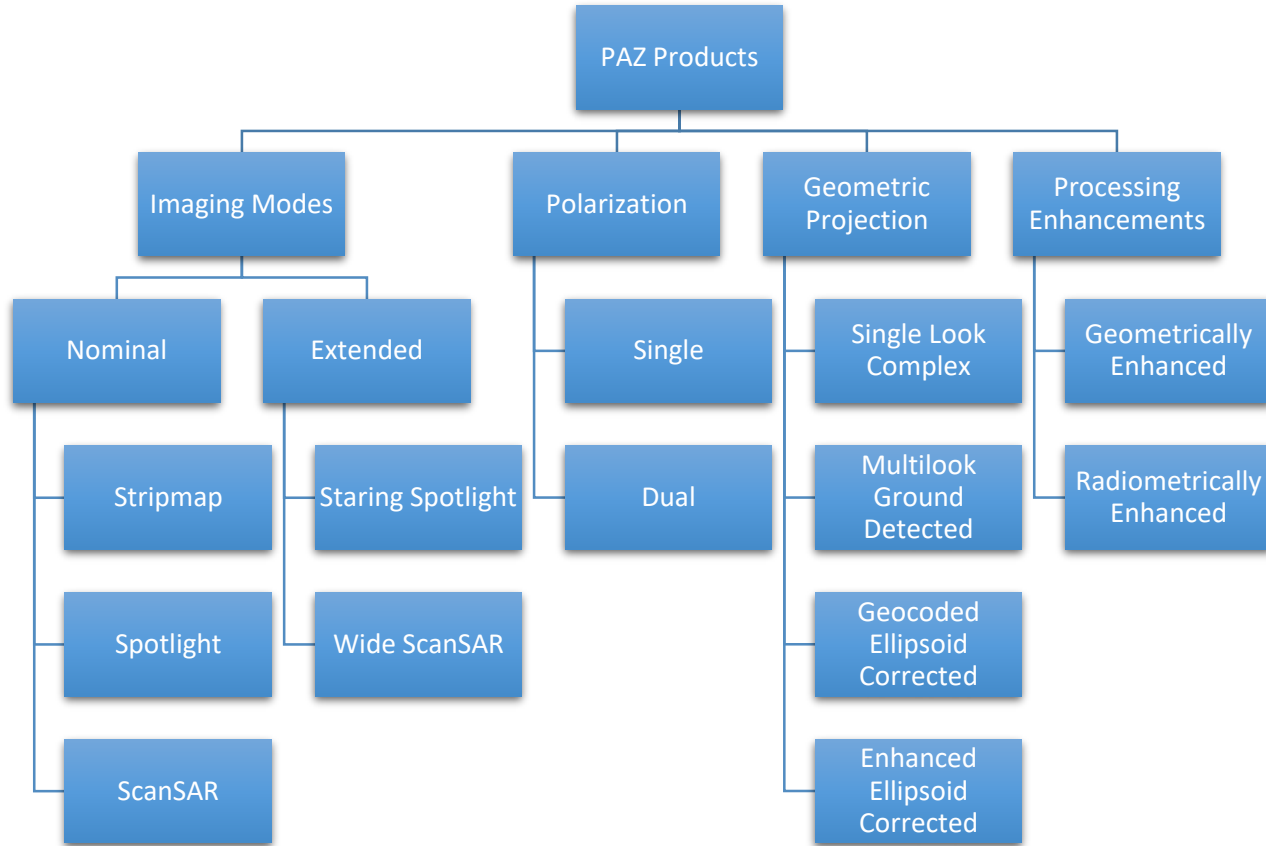 PAZ Products
Imaging Modes
Polarization
Geometric
Projection
Processing
Enhancements
Nominal
Extended
Single
Single Look
Complex
Geometrically
Enhanced
Stripmap
Staring Spotlight
Dual
Multilook
Ground
Detected
Radiometrically
Enhanced
Spotlight
Wide ScanSAR
Geocoded
Ellipsoid
Corrected
ScanSAR
Enhanced
Ellipsoid
Corrected